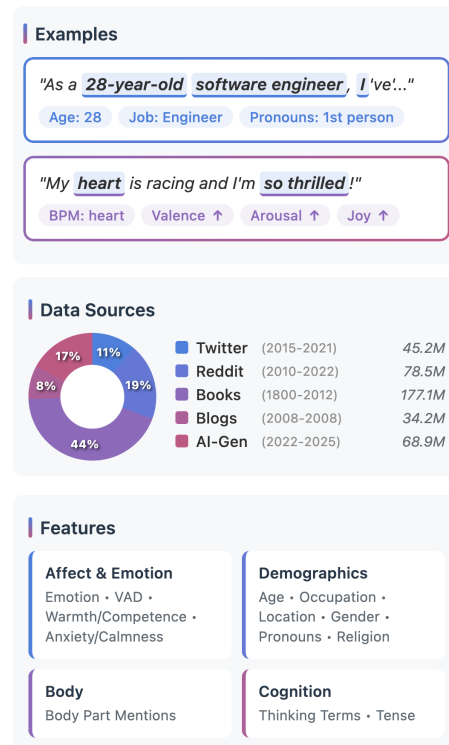 Examples
"As a 28-year-old software engineer, I've'..."
Age: 28 Job: Engineer Pronouns: 1st person
"My heart is racing and I'm so thrilled!"
BPM: heart Valence ↑ Arousal ↑ Joy ↑
Data Sources
17% 11%
8% 19%
44%
Twitter (2015-2021) 45.2M
Reddit (2010-2022) 78.5M
Books (1800-2012) 177.1M
Blogs (2008-2008) 34.2M
AI-Gen (2022-2025) 68.9M
Features
Affect & Emotion
Emotion • VAD •
Warmth/Competence •
Anxiety/Calmness
Demographics
Age • Occupation •
Location • Gender •
Pronouns • Religion
Body
Body Part Mentions
Cognition
Thinking Terms • Tense